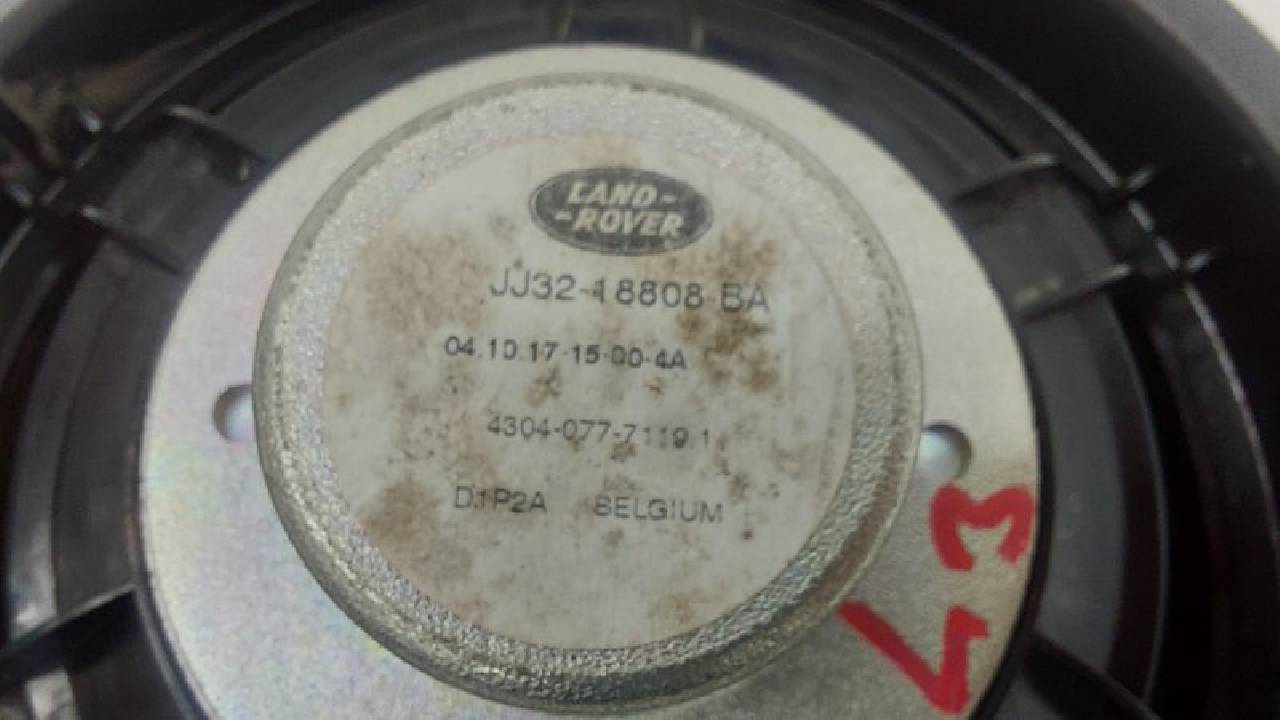 LAND-
-ROVER
JJ32-18808-BA
04.10.17-15-00-4A
4304-077-7119 1
D1P2A BELGIUM